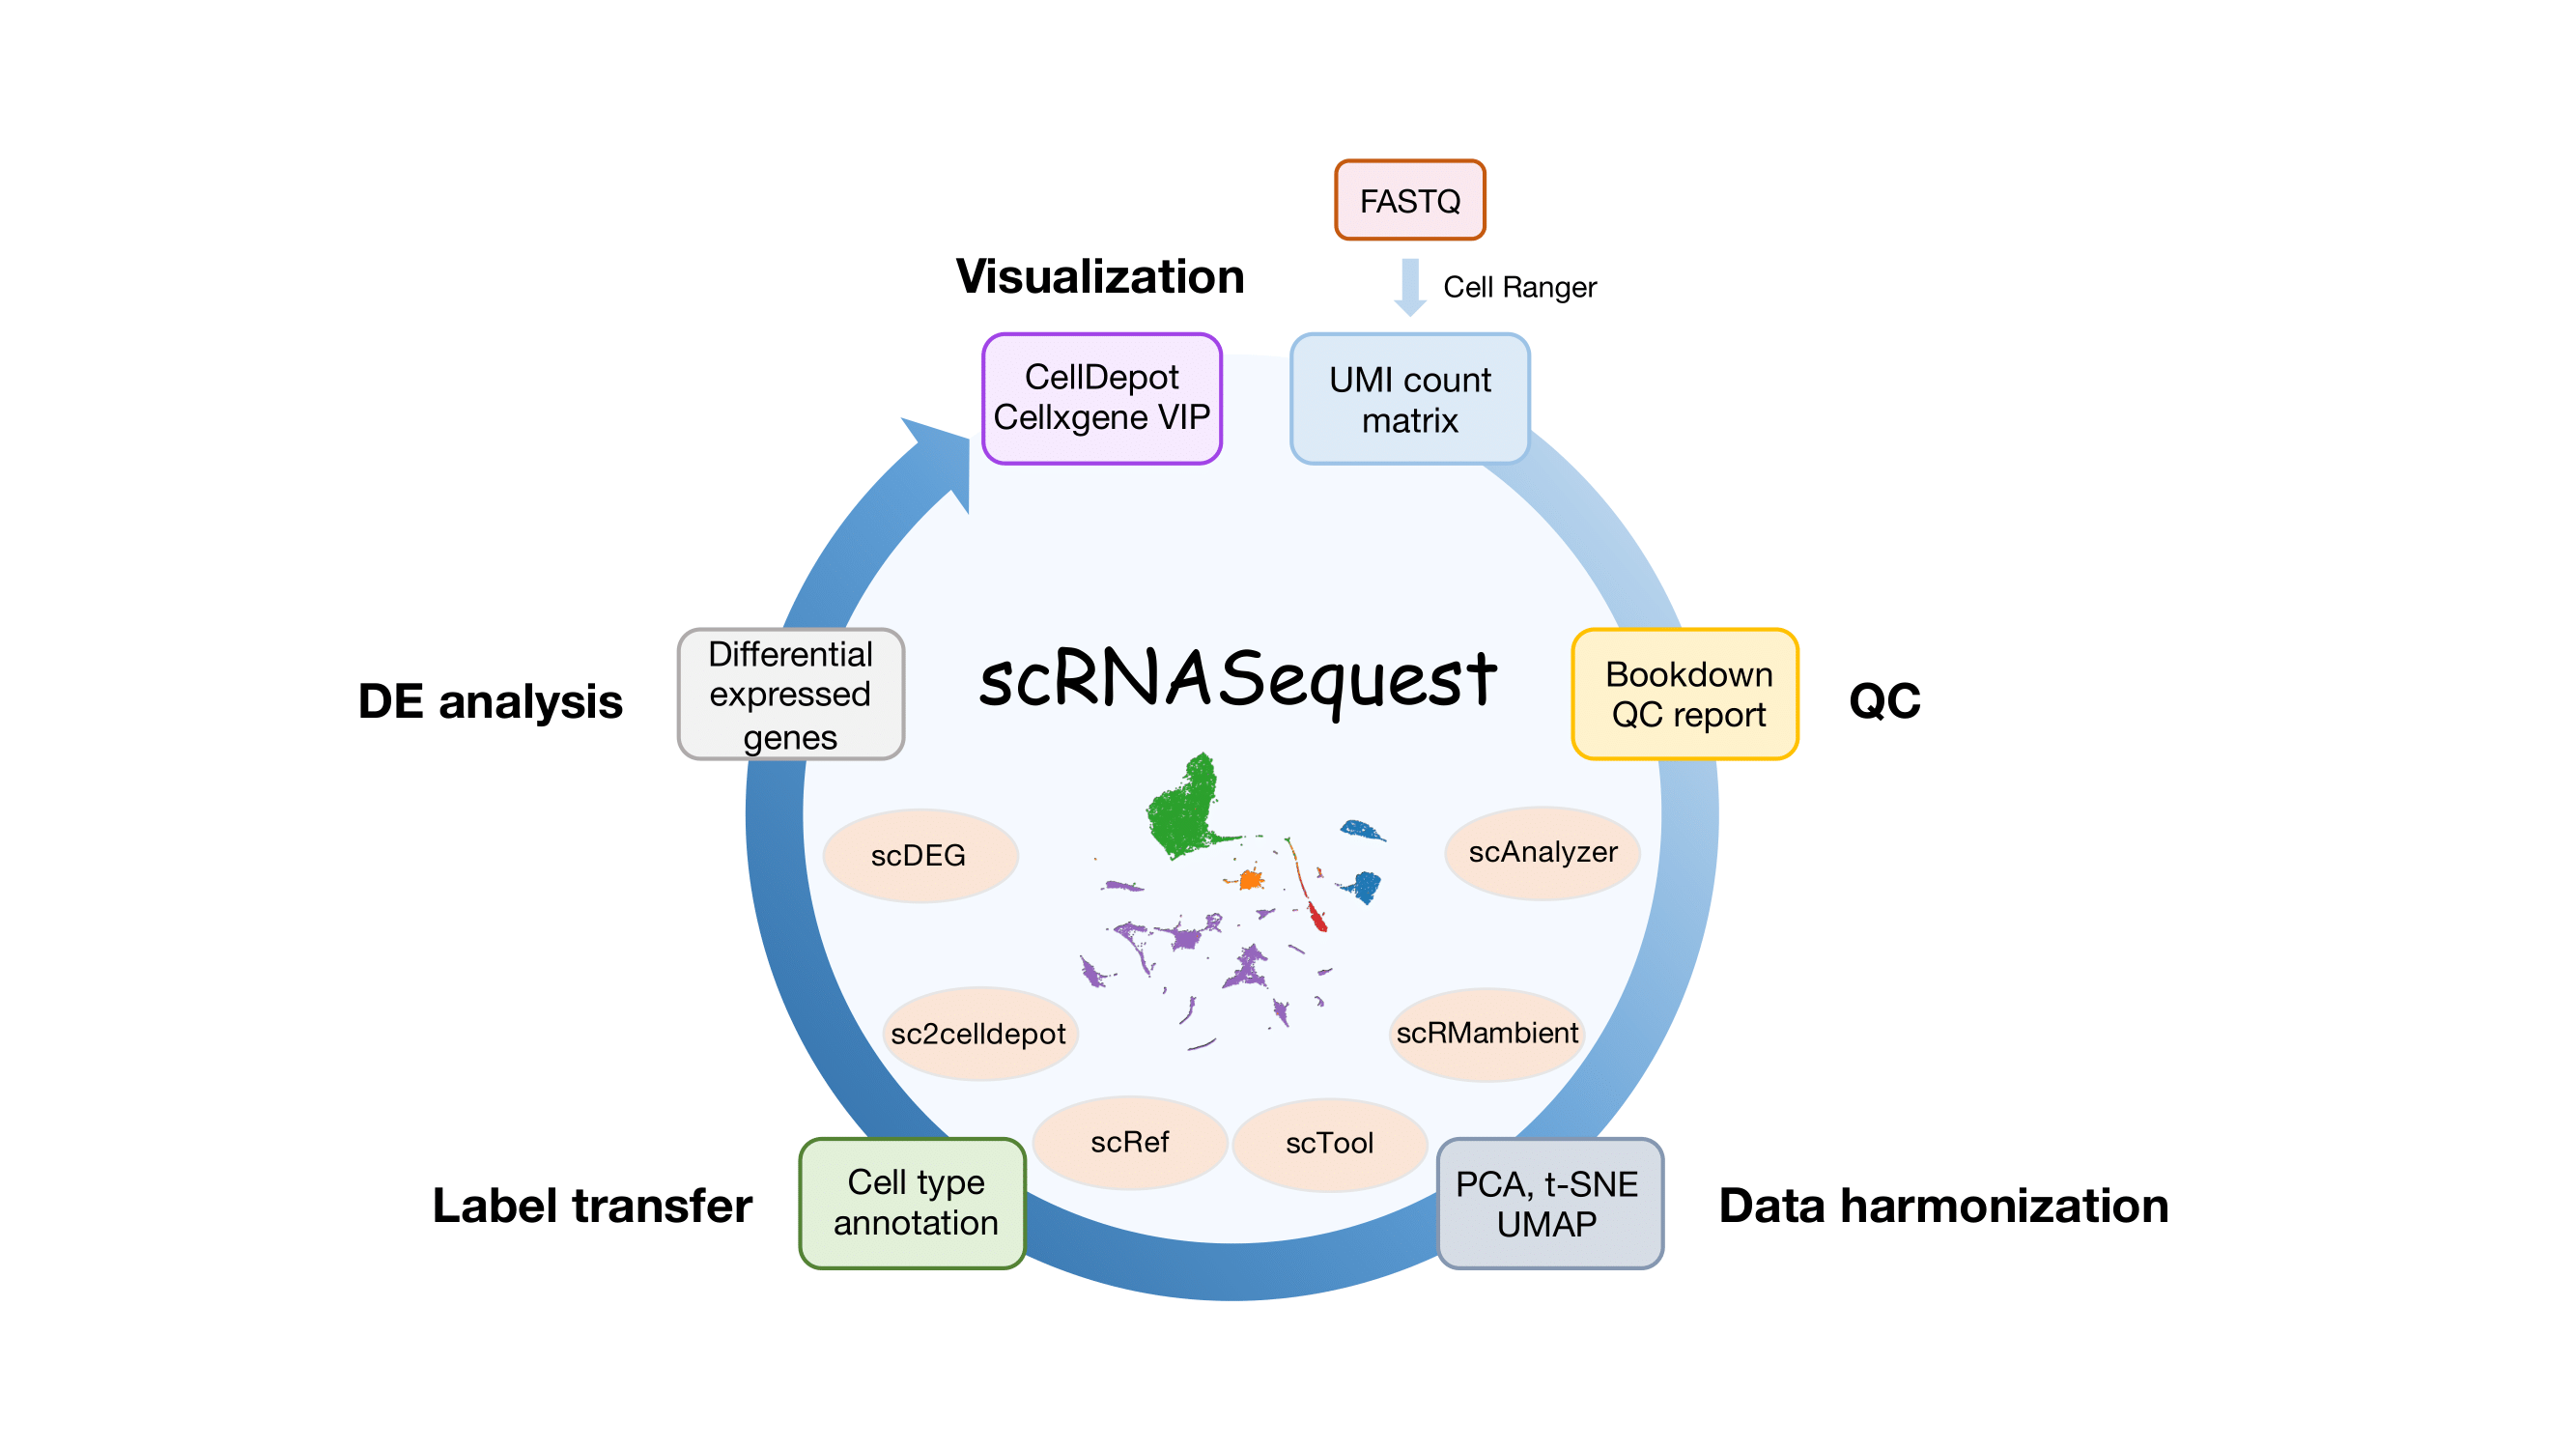 FASTQ
Cell Ranger
Visualization
CellDepot
Cellxgene VIP
UMI count
matrix
DE analysis
Differential
expressed
genes
scRNASequest
Bookdown
QC report
QC
scDEG
scAnalyzer
sc2celldepot
scRMambient
scRef
scTool
Label transfer
Cell type
annotation
PCA, t-SNE
UMAP
Data harmonization